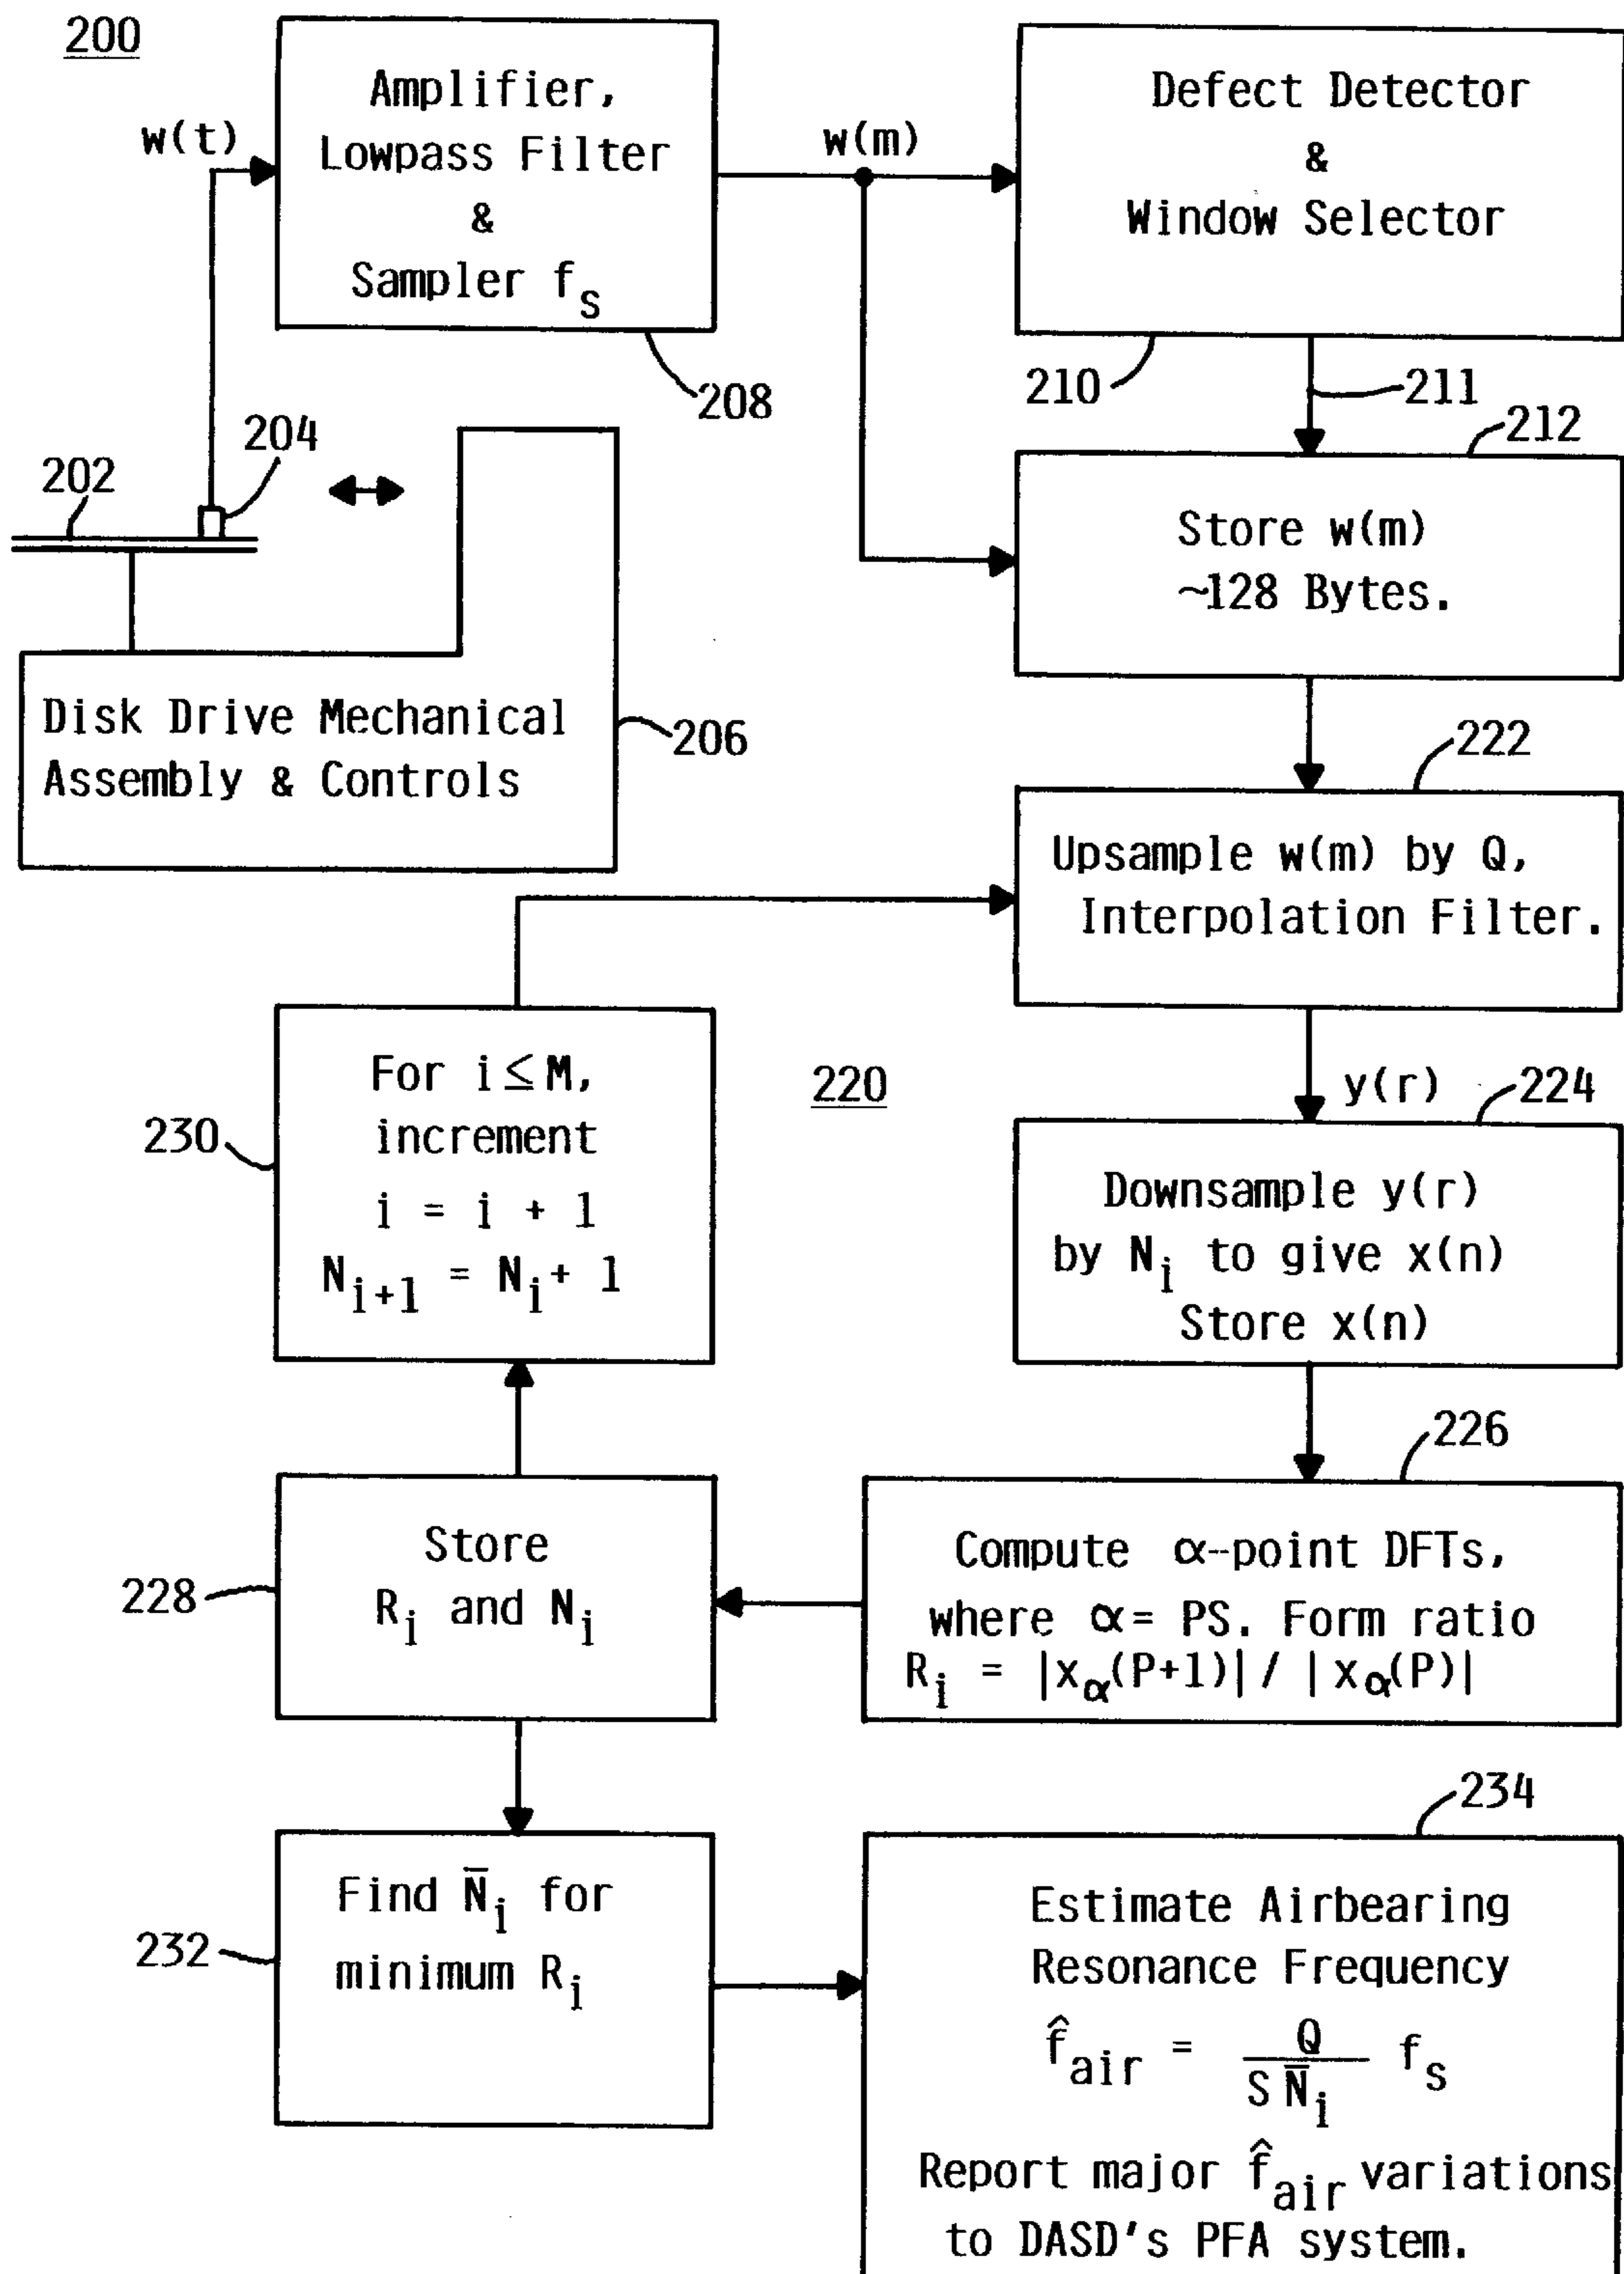 200
Amplifier,
Lowpass Filter
&
Sampler fs
w(t)
208
w(m)
Defect Detector
&
Window Selector
210
211
212
202
204
Disk Drive Mechanical
Assembly & Controls
206
Store w(m)
~128 Bytes.
222
Upsample w(m) by Q,
Interpolation Filter.
y(r)
224
Downsample y(r)
by Ni to give x(n)
Store x(n)
220
For i ≤ M,
increment
i = i + 1
Ni+1 = Ni + 1
230
226
Compute α-point DFTs,
where α = PS. Form ratio
Ri = |xα(P+1)| / |xα(P)|
Store
Ri and Ni
228
Find N̄i for
minimum Ri
232
234
Estimate Airbearing
Resonance Frequency
f̂air = Q / S N̄i fs
Report major f̂air variations
to DASD's PFA system.